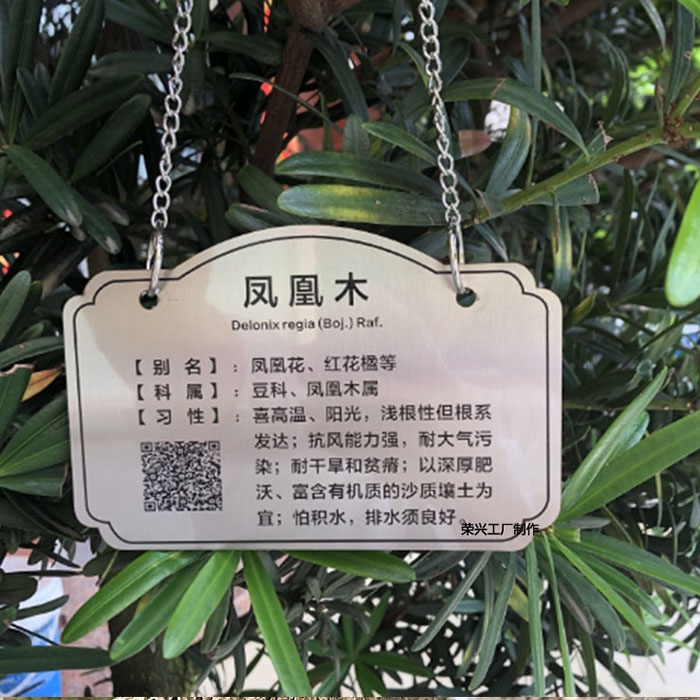 凤凰木
Delonix regia (Boj.) Raf.
【别名】:凤凰花、红花楹等
【科属】:豆科、凤凰木属
【习性】:喜高温、阳光，浅根性但根系
发达；抗风能力强，耐大气污
染；耐干旱和贫瘠；以深厚肥
沃、富含有机质的沙质壤土为
宜；怕积水，排水须良好。
荣兴工厂制作